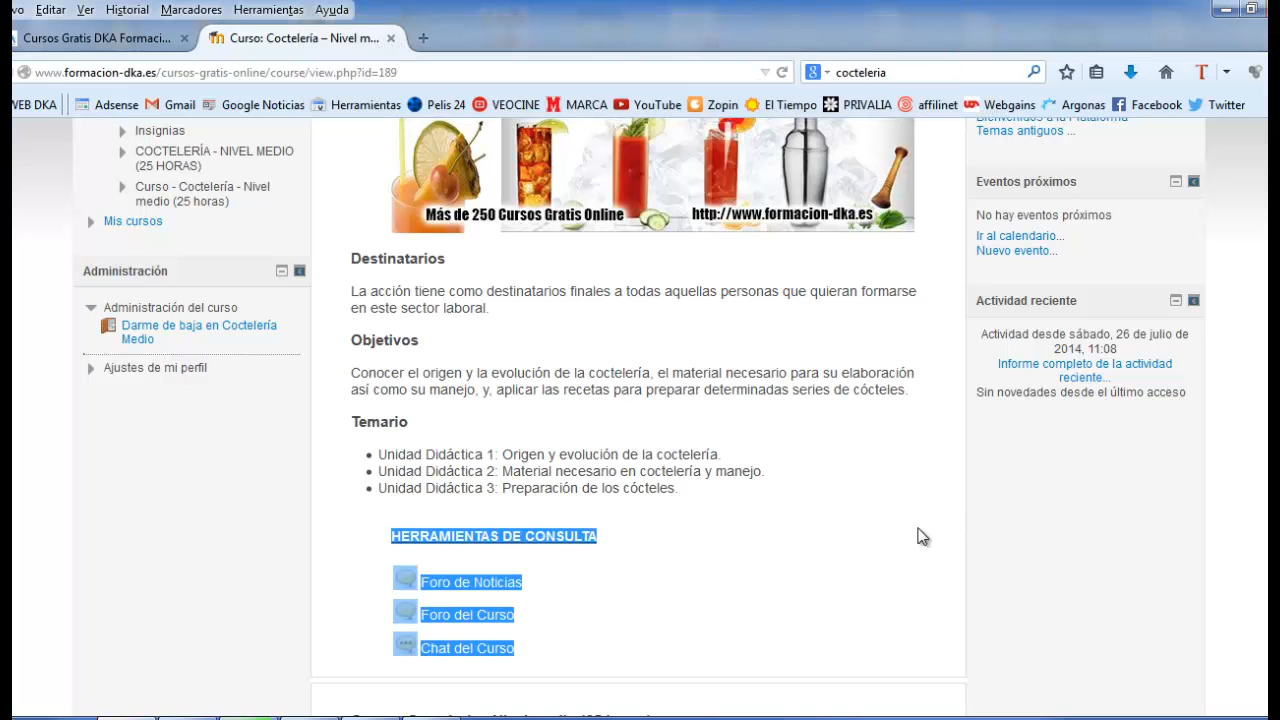 vo Editar Ver Historial Marcadores Herramientas Ayuda
Cursos Gratis DKA Formaci... Curso: Coctelería – Nivel m...
www.formacion-dka.es/cursos-gratis-online/course/view.php?id=189 cocteleria
WEB DKA Adsense Gmail Google Noticias Herramientas Pelis 24 VEOCINE MARCA YouTube Zopin El Tiempo PRIVALIA affilinet Webgains Argonas Facebook Twitter
Insignias
COCTELERÍA - NIVEL MEDIO
(25 HORAS)
Curso - Coctelería - Nivel
medio (25 horas)
Mis cursos
Administración
Administración del curso
Darme de baja en Coctelería
Medio
Ajustes de mi perfil
Más de 250 Cursos Gratis Online http://www.formacion-dka.es
Destinatarios
La acción tiene como destinatarios finales a todas aquellas personas que quieran formarse
en este sector laboral.
Objetivos
Conocer el origen y la evolución de la coctelería, el material necesario para su elaboración
así como su manejo, y, aplicar las recetas para preparar determinadas series de cócteles.
Temario
Unidad Didáctica 1: Origen y evolución de la coctelería.
Unidad Didáctica 2: Material necesario en coctelería y manejo.
Unidad Didáctica 3: Preparación de los cócteles.
HERRAMIENTAS DE CONSULTA
Foro de Noticias
Foro del Curso
Chat del Curso
Bienvenidos a la Plataforma
Temas antiguos ...
Eventos próximos
No hay eventos próximos
Ir al calendario...
Nuevo evento...
Actividad reciente
Actividad desde sábado, 26 de julio de
2014, 11:08
Informe completo de la actividad
reciente...
Sin novedades desde el último acceso